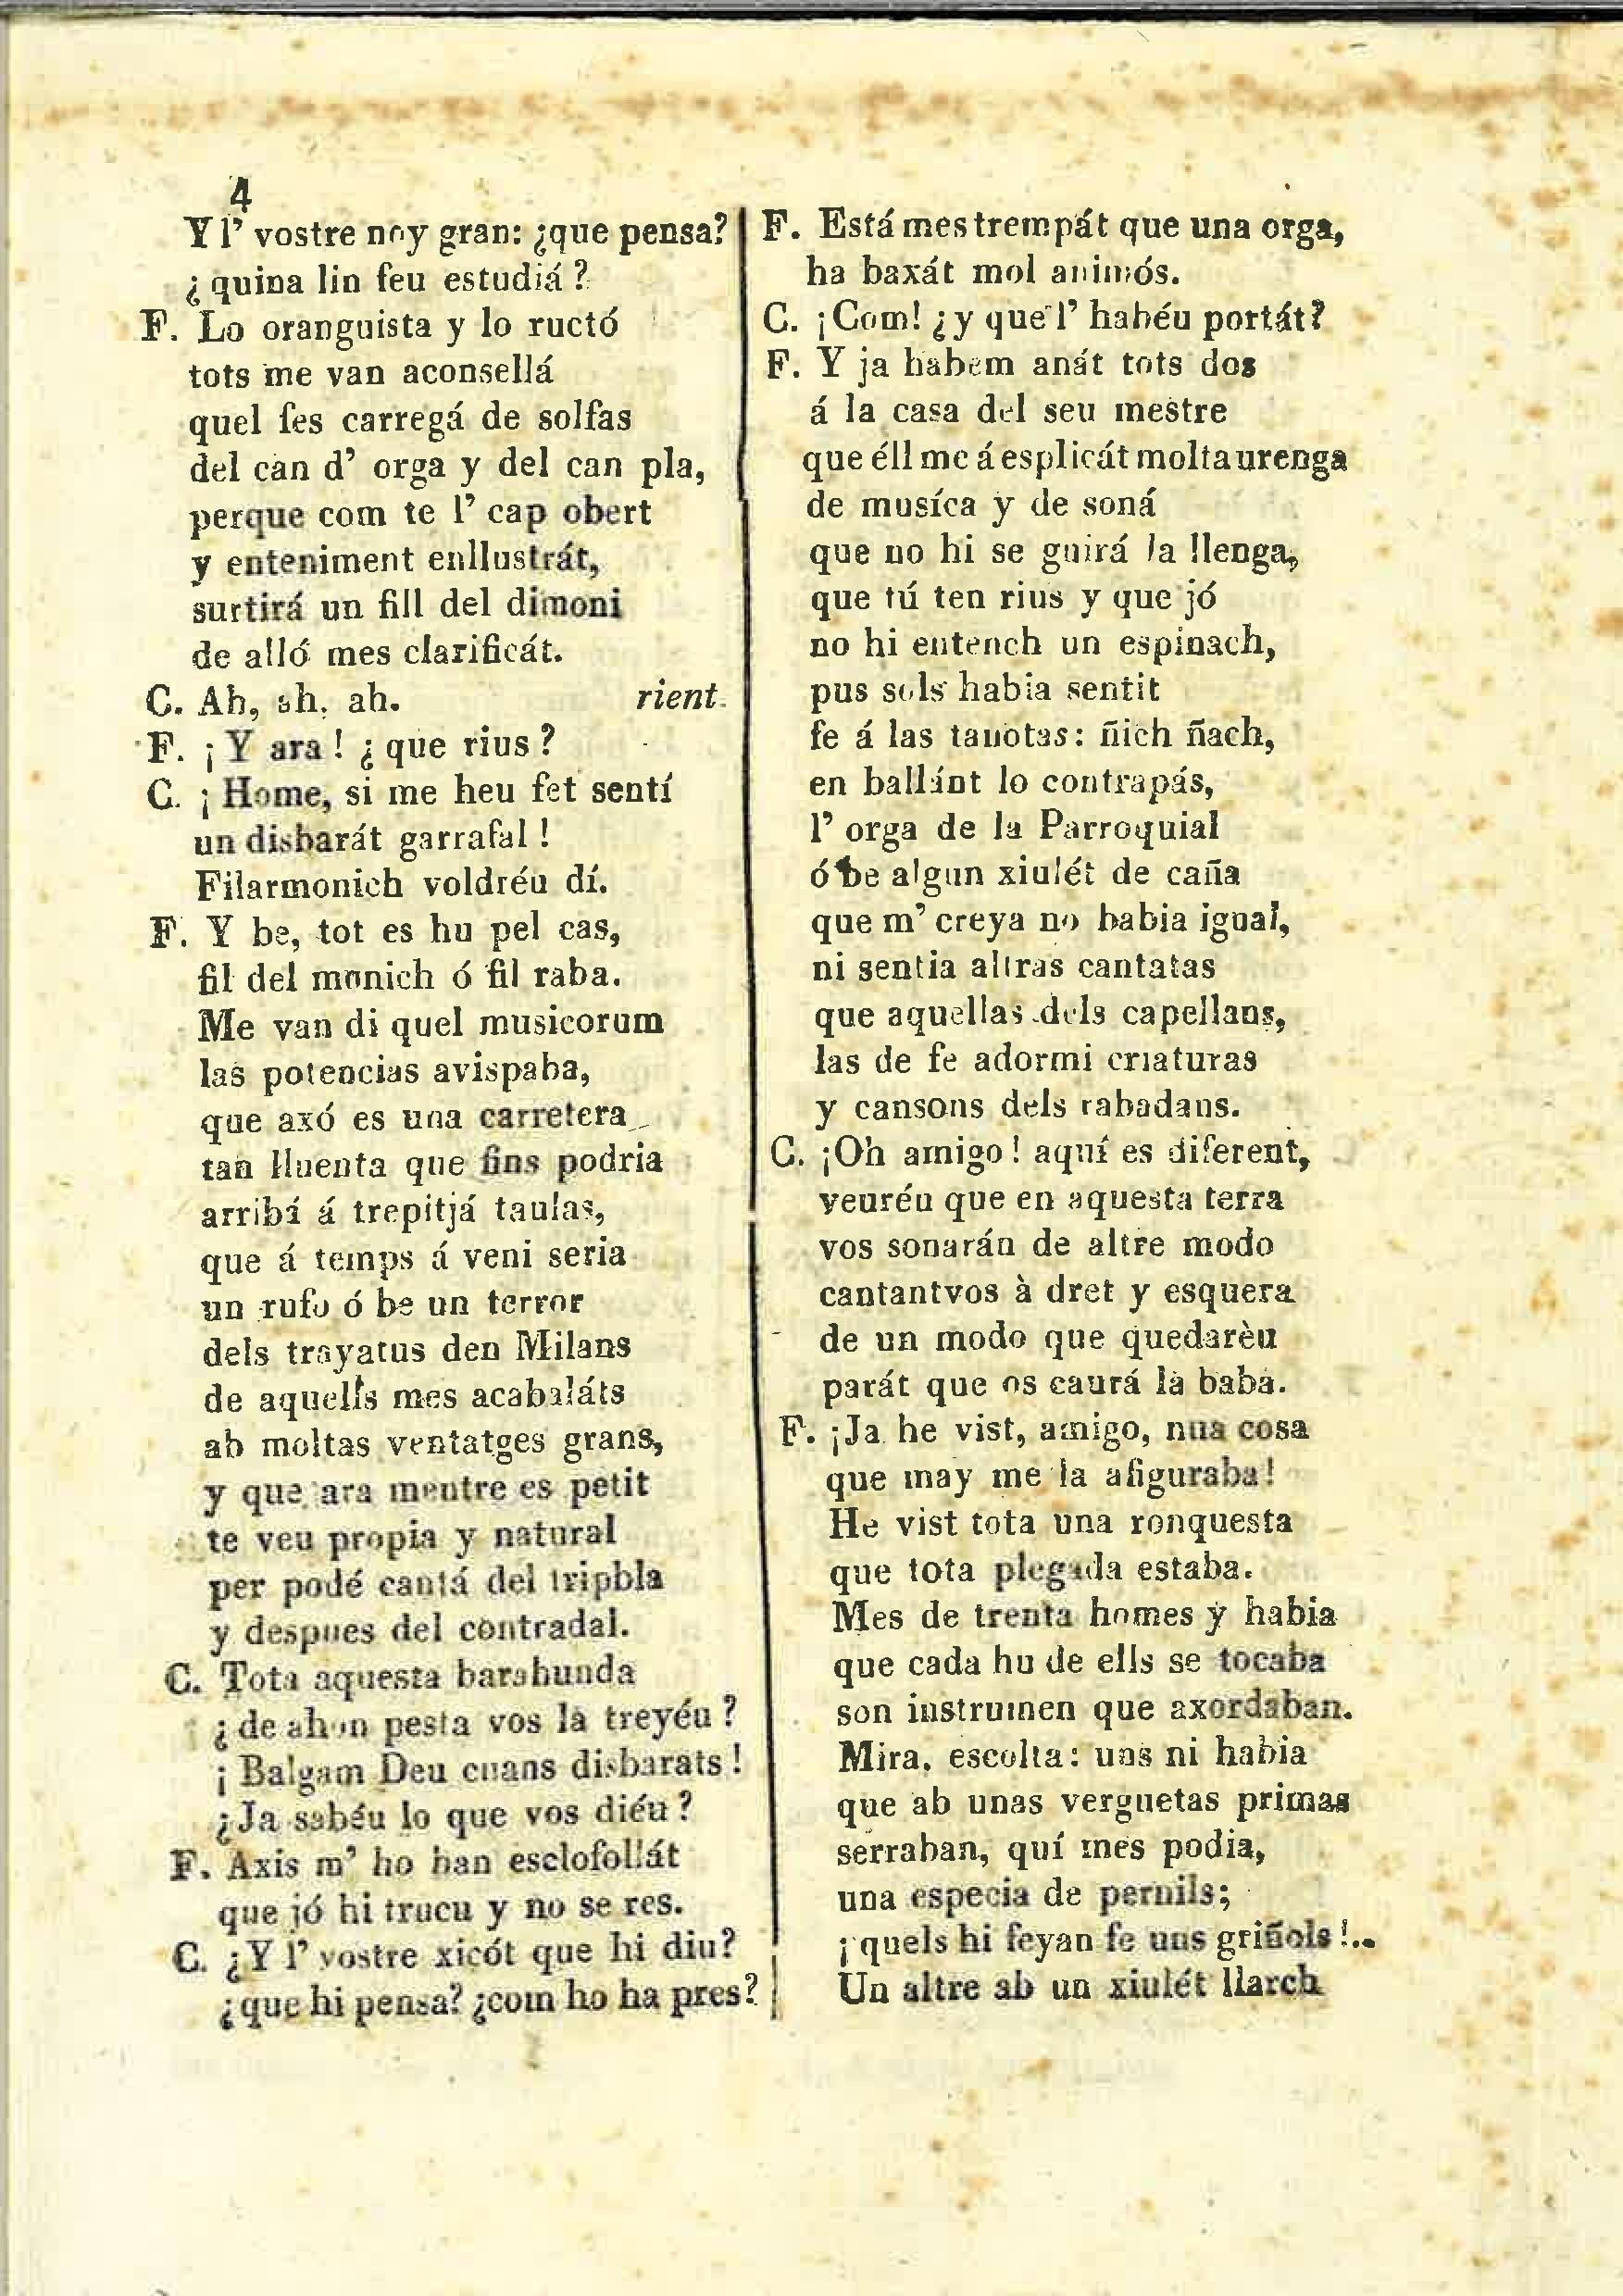 4
Y l' vostre noy gran: ¿que pensa?
¿quina lin feu estudiá?
F. Lo oranguista y lo ructó
tots me van aconsellá
quel fes carregá de solfas
del can d' orga y del can pla,
perque com te l' cap obert
y enteniment enllustrát,
surtirá un fill del dimoni
de alló mes clarificát.
C. Ah, ah, ah. rient.
F. ¡Y ara! ¿que rius?
C. ¡Home, si me heu fet sentí
un disbarát garrafal!
Filarmonich voldréu dí.
F. Y be, tot es hu pel cas,
fil del monich ó fil raba.
Me van di quel musicorum
las potencias avispaba,
que axó es una carretera
tan lluenta que fins podria
arribá á trepitjá taulas,
que á temps á veni seria
un rufo ó be un terror
dels trayatus den Milans
de aquells mes acabaláts
ab moltas ventatges grans,
y que ara mentre es petit
te veu propia y natural
per podé cantá del tripbla
y despues del contradal.
C. Tota aquesta barahunda
¿de ahon pesta vos la treyéu?
¡Balgam Deu cuans disbarats!
¿Ja sabéu lo que vos diéu?
F. Axis m' ho han esclofollát
que jó hi trucu y no se res.
C. ¿Y l' vostre xicót que hi diu?
¿que hi pensa? ¿com ho ha pres?
F. Está mes trempát que una orga,
ha baxát mol animós.
C. ¡Com! ¿y que l' habéu portát?
F. Y ja habem anát tots dos
á la casa del seu mestre
que éll me á esplicát molta urenga
de musíca y de soná
que no hi se guirá la llenga,
que tú ten rius y que jó
no hi entench un espinach,
pus sols habia sentit
fe á las tanotas: ñich ñach,
en ballánt lo contrapás,
l' orga de la Parroquial
ó be algun xiulét de caña
que m' creya no habia igual,
ni sentia altras cantatas
que aquellas dels capellans,
las de fe adormi criaturas
y cansons dels rabadans.
C. ¡Oh amigo! aquí es diferent,
veuréu que en aquesta terra
vos sonarán de altre modo
cantantvos à dret y esquera
de un modo que quedarèu
parát que os caurá la baba.
F. ¡Ja he vist, amigo, nua cosa
que may me la afiguraba!
He vist tota una ronquesta
que tota plegada estaba.
Mes de trenta homes y habia
que cada hu de ells se tocaba
son instrumen que axordaban.
Mira, escolta: uns ni habia
que ab unas verguetas primas
serraban, quí mes podia,
una especia de pernils;
¡quels hi feyan fe uns griñols!..
Un altre ab un xiulét llarch